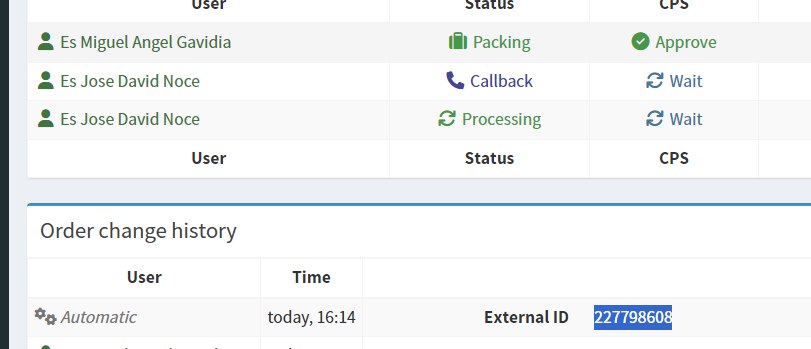 User Status CPS
Es Miguel Angel Gavidia Packing Approve
Es Jose David Noce Callback Wait
Es Jose David Noce Processing Wait
User Status CPS
Order change history
User Time
Automatic today, 16:14 External ID 227798608